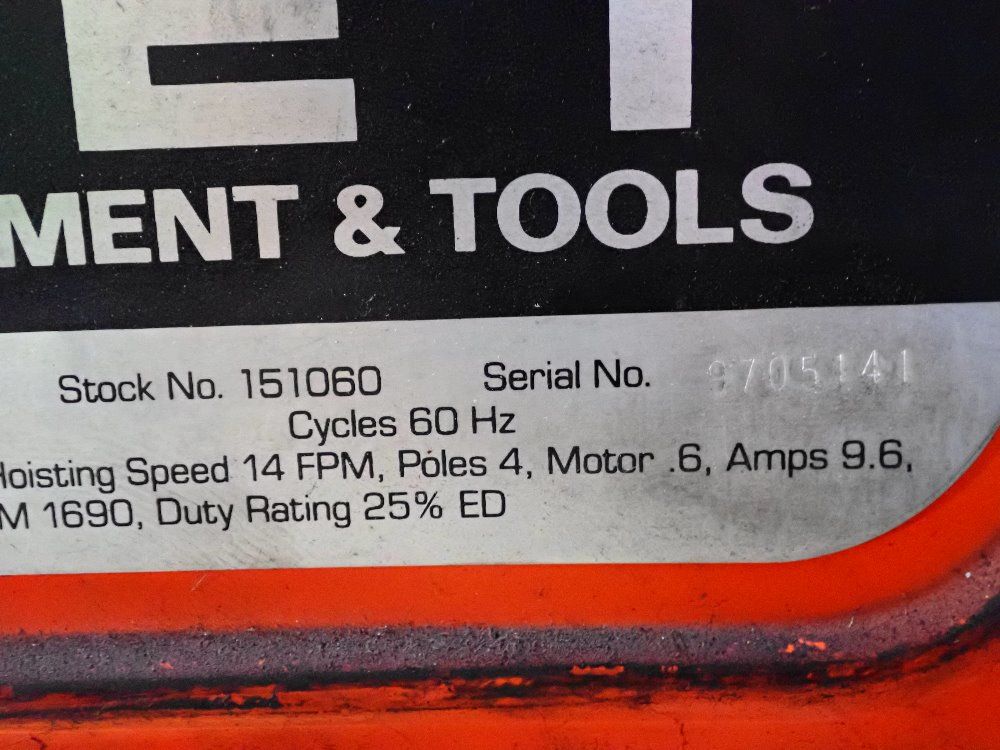 ET
MENT & TOOLS
Stock No. 151060 Serial No. 9705141
Cycles 60 Hz
Hoisting Speed 14 FPM, Poles 4, Motor .6, Amps 9.6,
M 1690, Duty Rating 25% ED